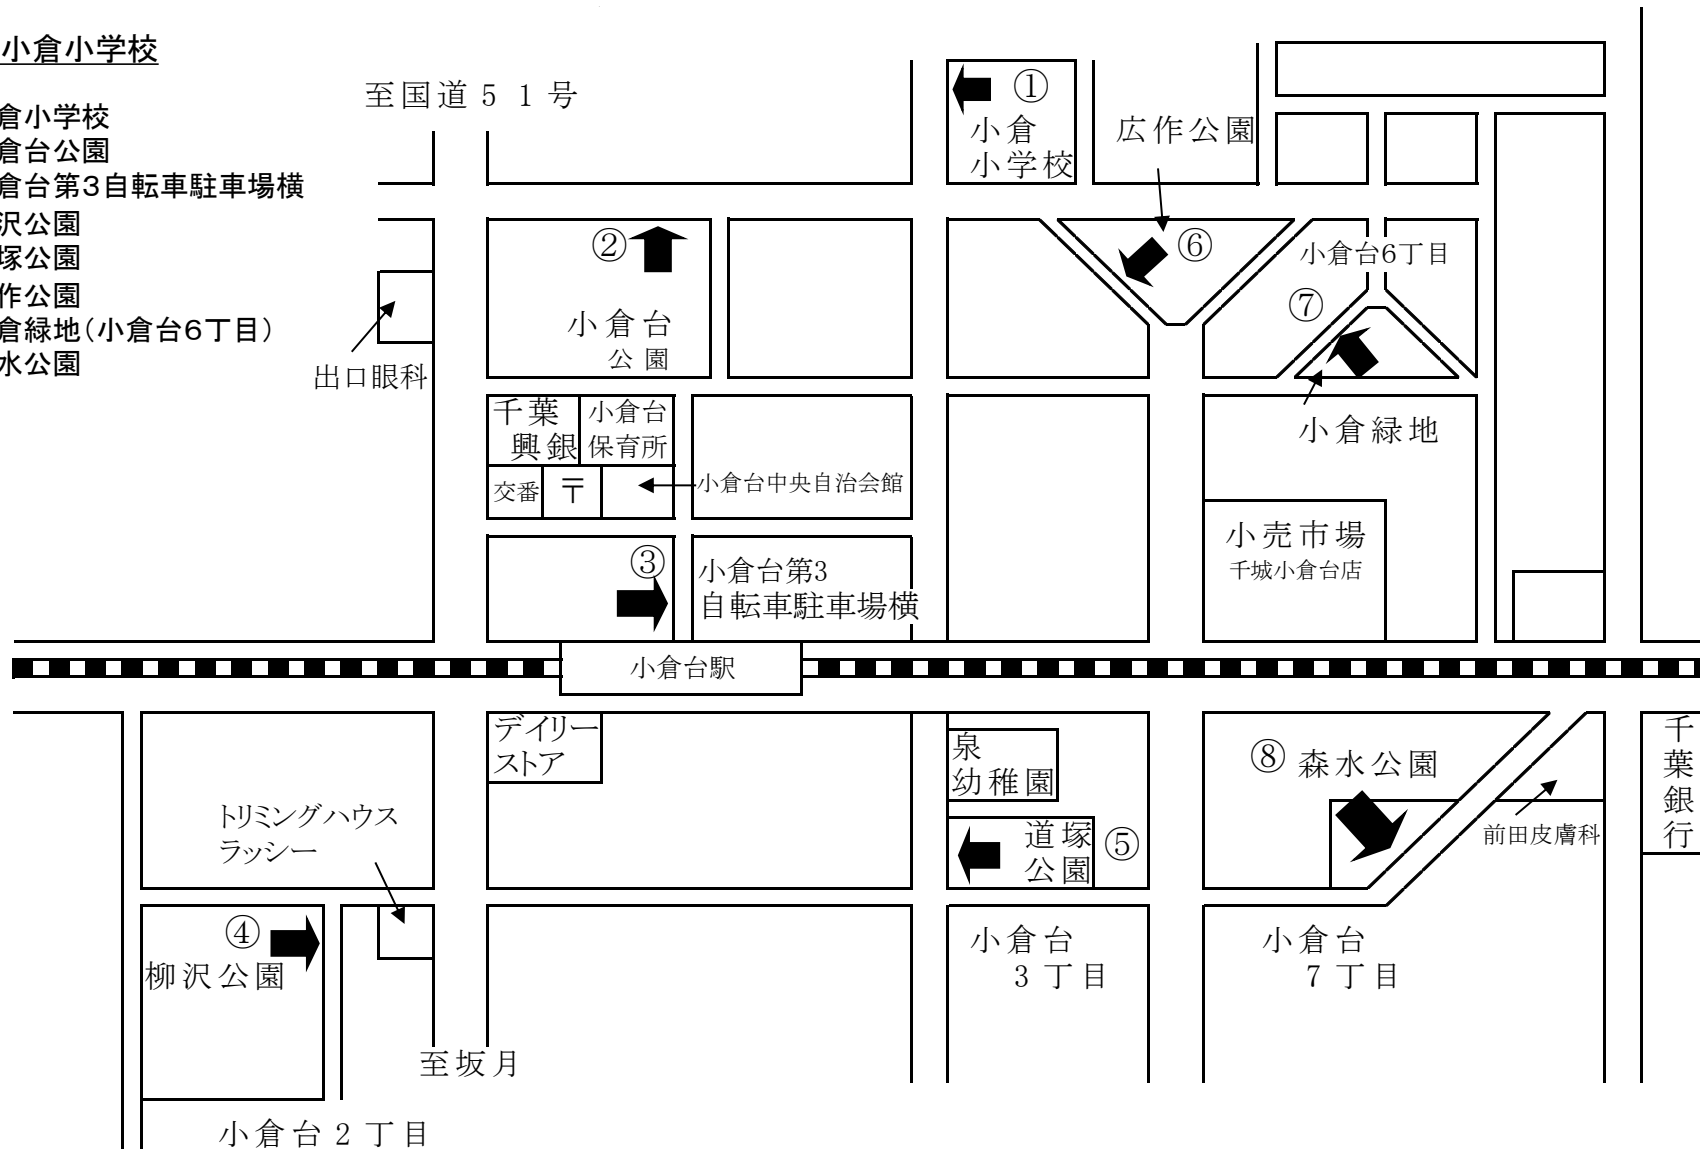 小倉小学校
倉小学校
倉台公園
倉台第3自転車駐車場横
沢公園
塚公園
作公園
倉緑地(小倉台6丁目)
水公園
至国道51号
①
小倉
小学校
広作公園
②
小倉台
公園
⑥
小倉台6丁目
⑦
小倉緑地
出口眼科
千葉
興銀
小倉台
保育所
交番
〒
小倉台中央自治会館
③
小倉台第3
自転車駐車場横
小売市場
千城小倉台店
小倉台駅
デイリー
ストア
泉
幼稚園
道塚
公園
⑤
⑧
森水公園
前田皮膚科
千葉銀行
トリミングハウス
ラッシー
④
柳沢公園
小倉台
3丁目
小倉台
7丁目
至坂月
小倉台2丁目